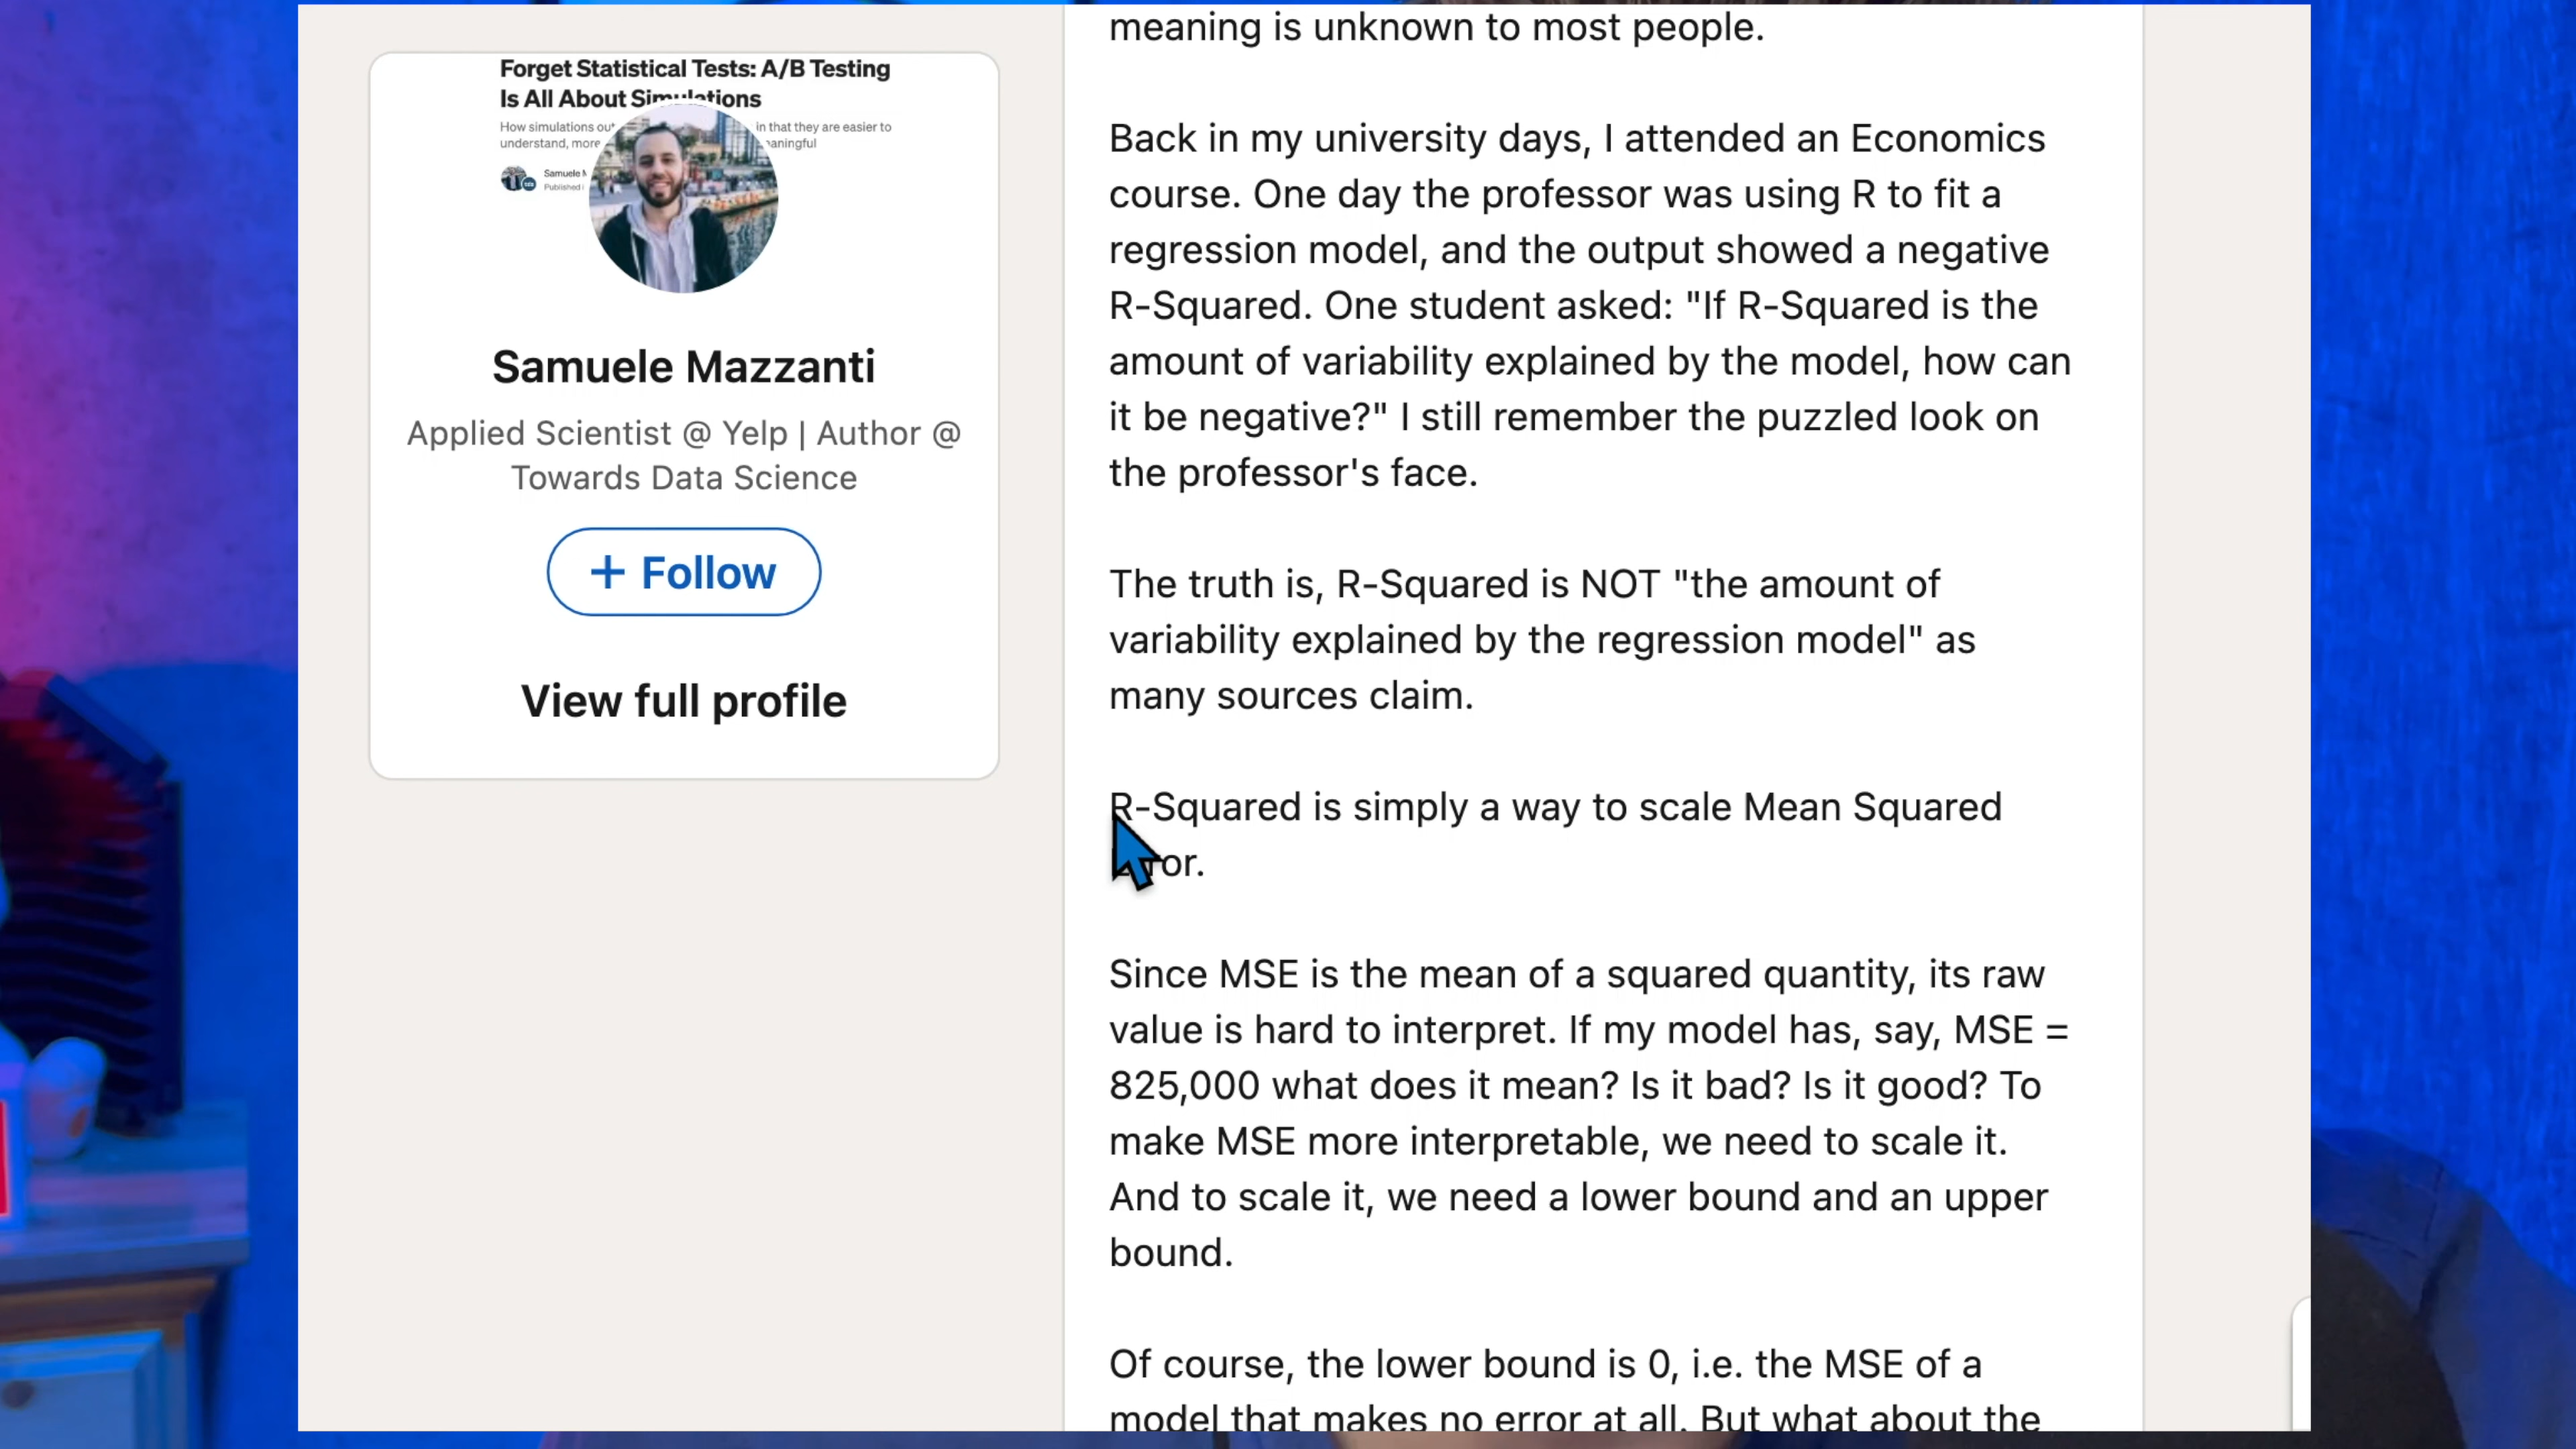 Forget Statistical Tests: A/B Testing
Is All About Simulations
How simulations out in that they are easier to
understand, more
Samuele M
Published i
Samuele Mazzanti
Applied Scientist @ Yelp | Author @
Towards Data Science
+ Follow
View full profile
meaning is unknown to most people.
Back in my university days, I attended an Economics
course. One day the professor was using R to fit a
regression model, and the output showed a negative
R-Squared. One student asked: "If R-Squared is the
amount of variability explained by the model, how can
it be negative?" I still remember the puzzled look on
the professor's face.
The truth is, R-Squared is NOT "the amount of
variability explained by the regression model" as
many sources claim.
R-Squared is simply a way to scale Mean Squared
Error.
Since MSE is the mean of a squared quantity, its raw
value is hard to interpret. If my model has, say, MSE =
825,000 what does it mean? Is it bad? Is it good? To
make MSE more interpretable, we need to scale it.
And to scale it, we need a lower bound and an upper
bound.
Of course, the lower bound is 0, i.e. the MSE of a
model that makes no error at all. But what about the